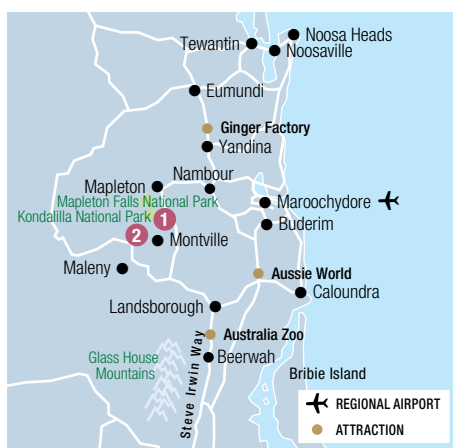 Noosa Heads
Tewantin
Noosaville
Eumundi
Ginger Factory
Yandina
Nambour
Mapleton
Mapleton Falls National Park
Maroochydore
Kondalilla National Park
1
Buderim
2
Montville
Maleny
Aussie World
Caloundra
Landsborough
Australia Zoo
Glass House
Mountains
Beerwah
Steve Irwin Way
Bribie Island
REGIONAL AIRPORT
ATTRACTION